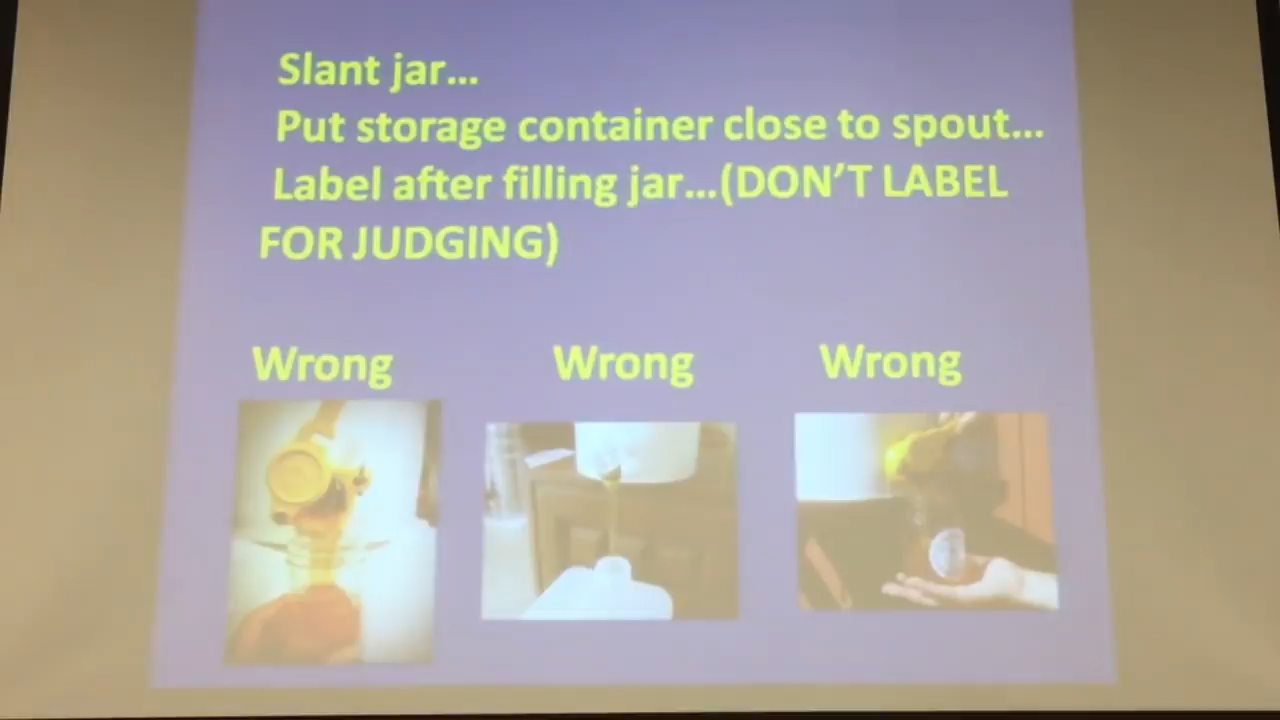 Slant jar...
Put storage container close to spout...
Label after filling jar...(DON'T LABEL
FOR JUDGING)
Wrong Wrong Wrong